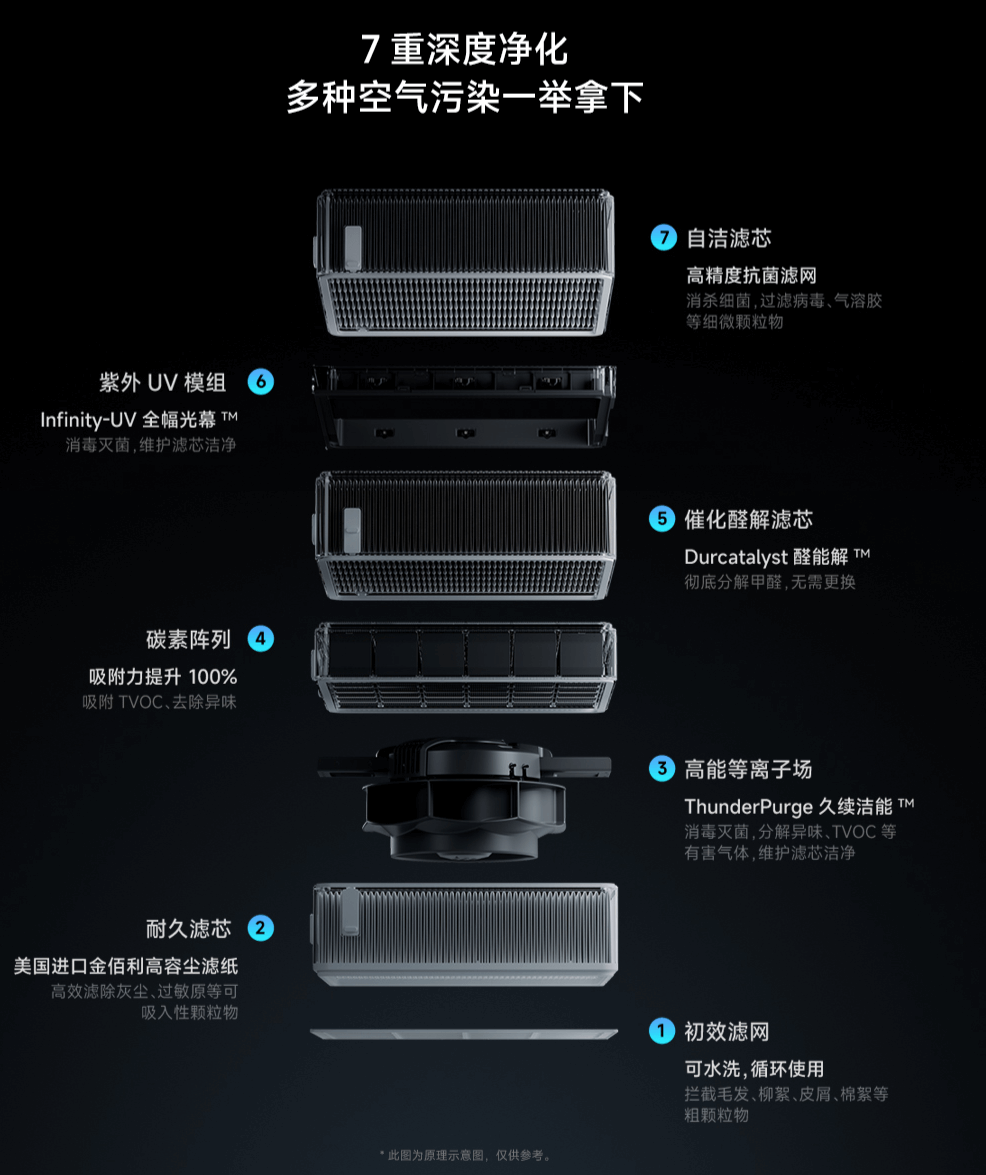 7 重深度净化
多种空气污染一举拿下
7 自洁滤芯
高精度抗菌滤网
消杀细菌,过滤病毒、气溶胶
等细微颗粒物
紫外 UV 模组 6
Infinity-UV 全幅光幕 ™
消毒灭菌,维护滤芯洁净
5 催化醛解滤芯
Durcatalyst 醛能解 ™
彻底分解甲醛,无需更换
碳素阵列 4
吸附力提升 100%
吸附 TVOC、去除异味
3 高能等离子场
ThunderPurge 久续洁能 ™
消毒灭菌,分解异味、TVOC 等
有害气体,维护滤芯洁净
耐久滤芯 2
美国进口金佰利高容尘滤纸
高效滤除灰尘、过敏原等可
吸入性颗粒物
1 初效滤网
可水洗,循环使用
拦截毛发、柳絮、皮屑、棉絮等
粗颗粒物
* 此图为原理示意图，仅供参考。